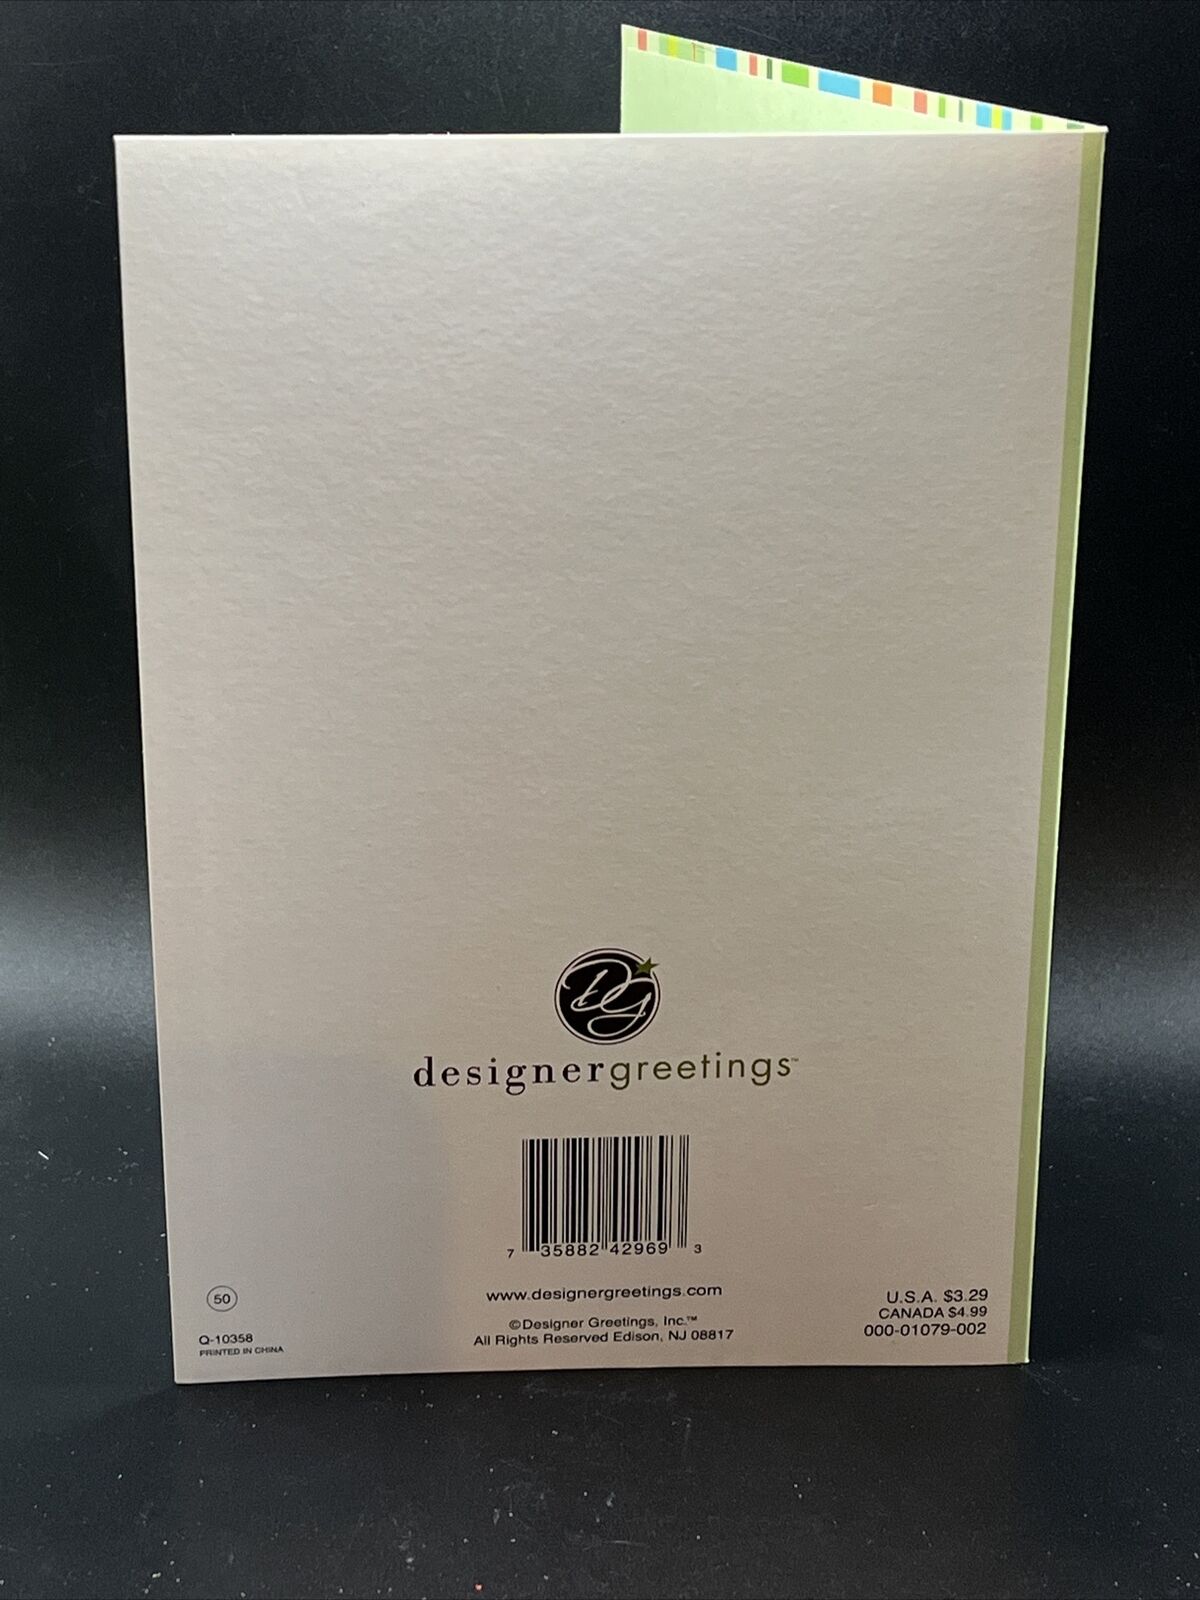 DG
designergreetings™
7 35882 42969 3
www.designergreetings.com
©Designer Greetings, Inc.™
All Rights Reserved Edison, NJ 08817
50
Q-10358
PRINTED IN CHINA
U.S.A. $3.29
CANADA $4.99
000-01079-002